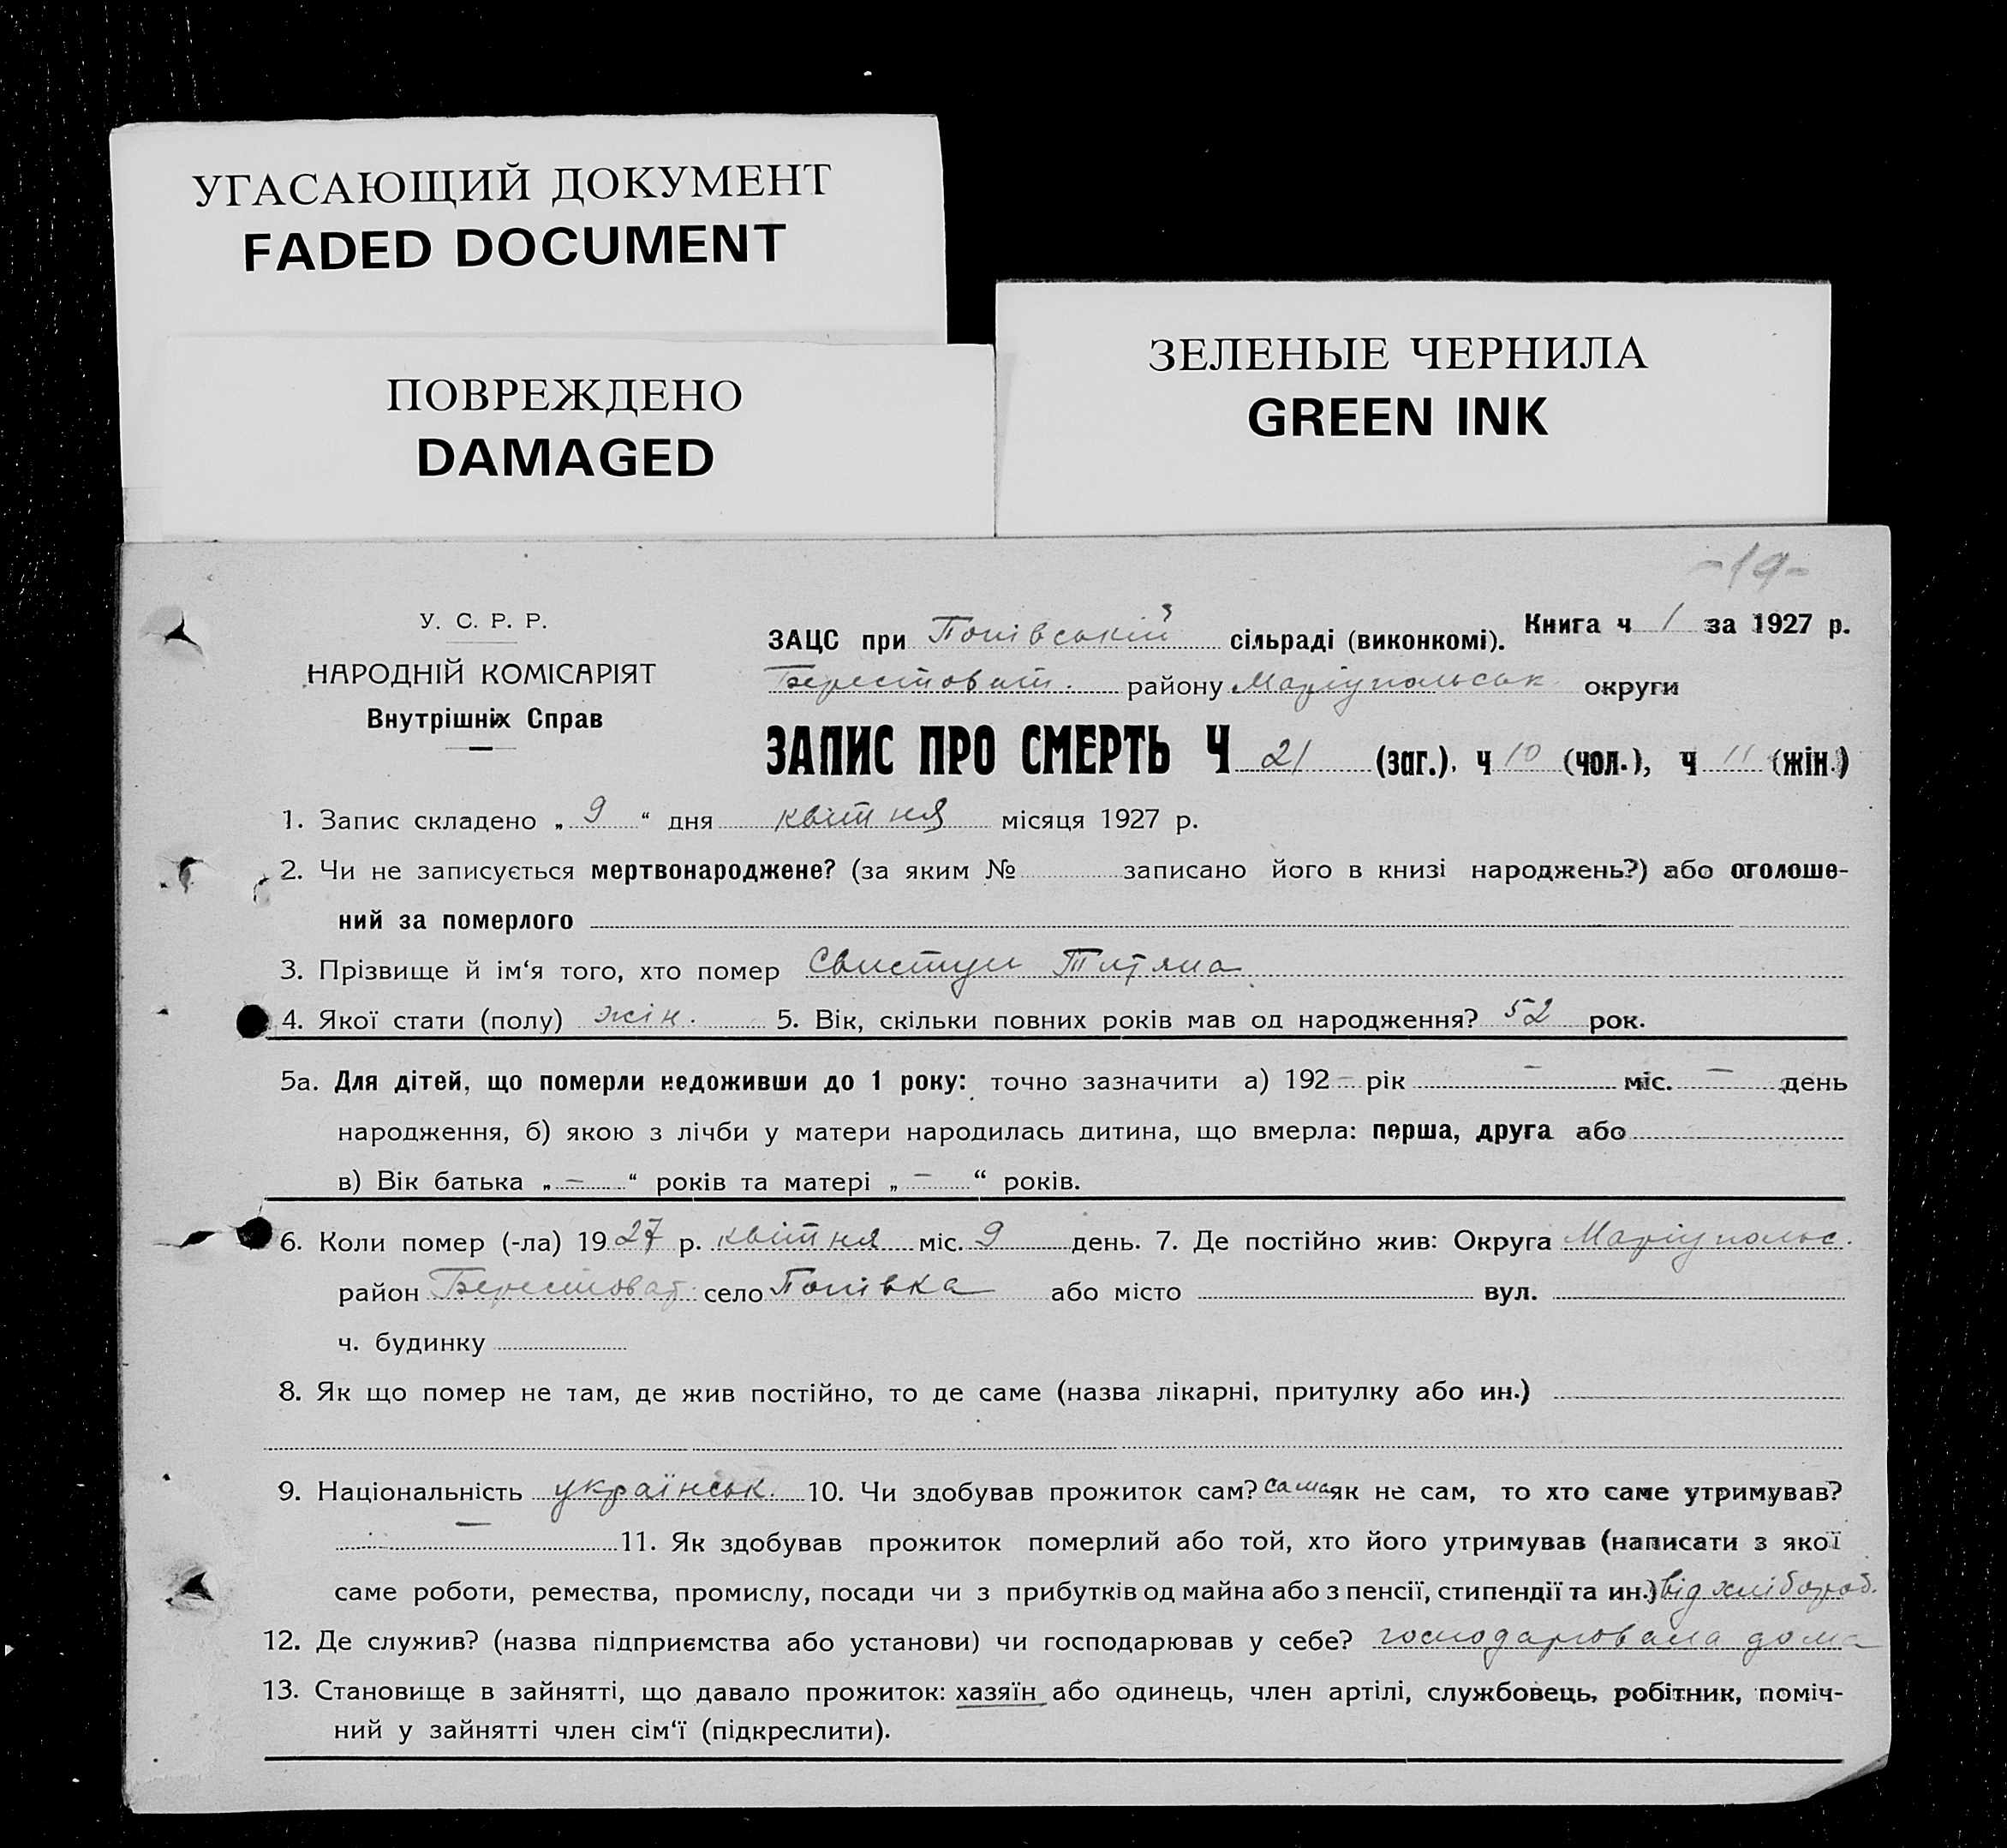 УГАСАЮЩИЙ ДОКУМЕНТ
FADED DOCUMENT
ПОВРЕЖДЕНО
DAMAGED
ЗЕЛЕНЫЕ ЧЕРНИЛА
GREEN INK
-19-
У. С. Р. Р.
НАРОДНІЙ КОМІСАРІЯТ
Внутрішніх Справ
Книга ч 1 за 1927 р.
ЗАЦС при Попівській сільраді (виконкомі).
Берестоват. району Маріупольськ округи
ЗАПИС ПРО СМЕРТЬ Ч 21 (заг.), ч 10 (чол.), ч 11 (жін.)
1. Запис складено „ 9 “ дня квітня місяця 1927 р.
2. Чи не записується мертвонароджене? (за яким № записано його в книзі народжень?) або оголоше-
ний за померлого
3. Прізвище й ім‘я того, хто помер Свистун Тетяна
4. Якої стати (полу) жін. 5. Вік, скільки повних років мав од народження? 52 рок.
5а. Для дітей, що померли недоживши до 1 року: точно зазначити а) 192 – рік – міс. – день
народження, б) якою з лічби у матери народилась дитина, що вмерла: перша, друга або
в) Вік батька „ – “ років та матері „ – “ років.
6. Коли помер (-ла) 1927 р. квітня міс. 9 день. 7. Де постійно жив: Округа Маріупольс.
район Берестоват. село Попівка або місто вул.
ч. будинку
8. Як що помер не там, де жив постійно, то де саме (назва лікарні, притулку або ин.)
9. Національність українськ. 10. Чи здобував прожиток сам? сама як не сам, то хто саме утримував?
– 11. Як здобував прожиток померлий або той, хто його утримував (написати з якої
саме роботи, ремества, промислу, посади чи з прибутків од майна або з пенсії, стипендії та ин.) від хлібороб.
12. Де служив? (назва підприємства або установи) чи господарював у себе? господарювала дома
13. Становище в зайнятті, що давало прожиток: хазяїн або одинець, член артілі, службовець, робітник, поміч-
ний у зайнятті член сім‘ї (підкреслити).